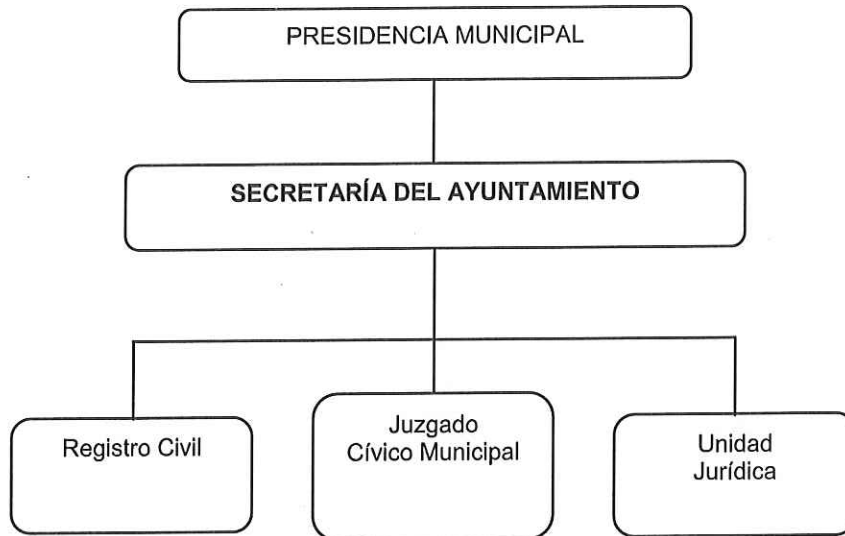 PRESIDENCIA MUNICIPAL
SECRETARÍA DEL AYUNTAMIENTO
Registro Civil
Juzgado
Cívico Municipal
Unidad
Jurídica